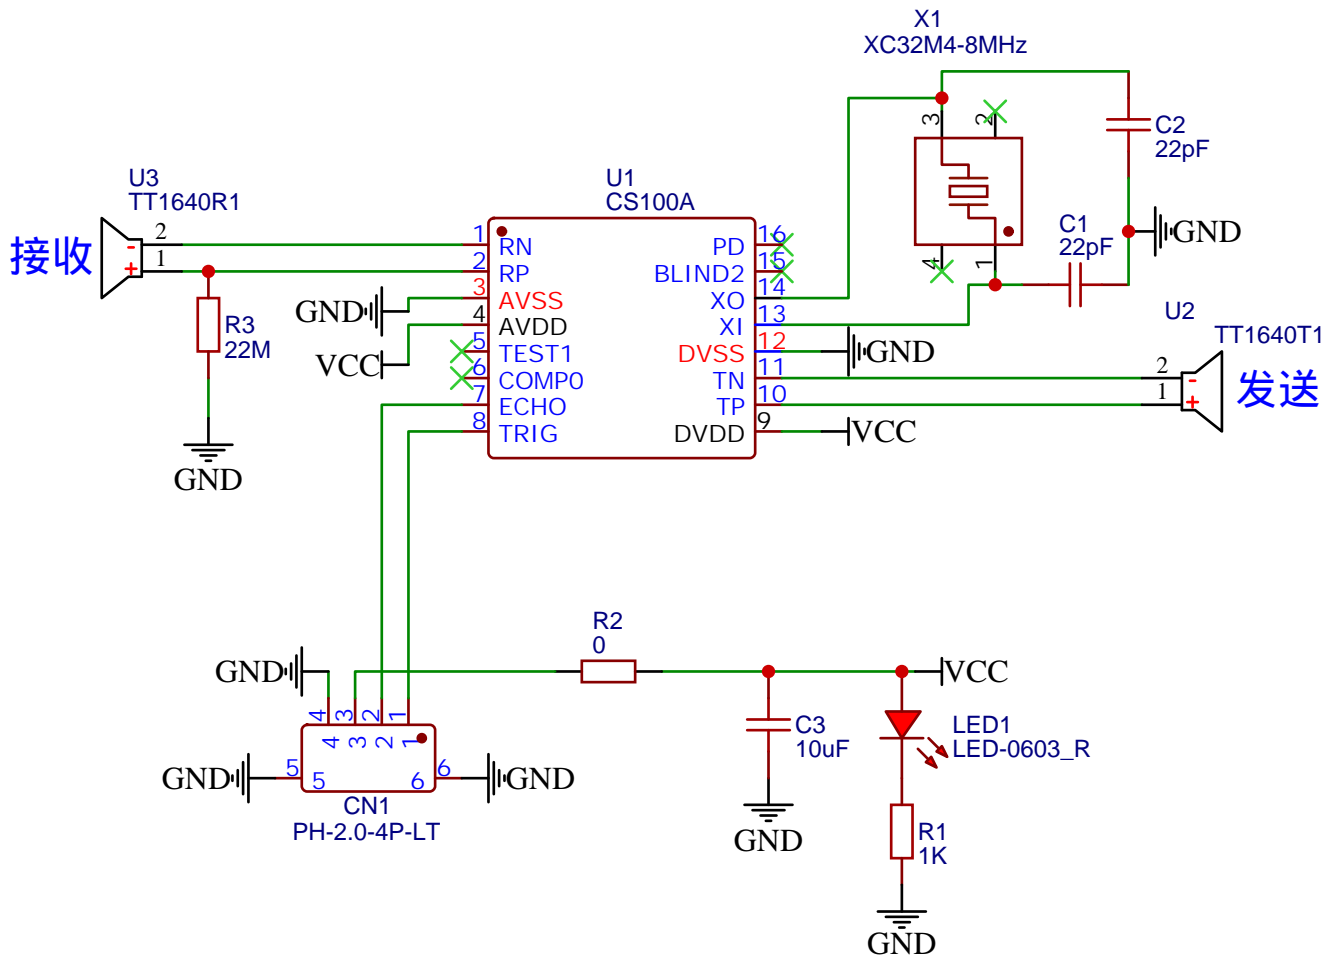 X1
XC32M4-8MHz
3
2
C2
22pF
4
1
C1
22pF
GND
U3
TT1640R1
接收
-
2
+
1
R3
22M
GND
U1
CS100A
1
RN
2
RP
3
AVSS
4
AVDD
5
TEST1
6
COMP0
7
ECHO
8
TRIG
16
PD
15
BLIND2
14
XO
13
XI
12
DVSS
11
TN
10
TP
9
DVDD
GND
VCC
GND
VCC
U2
TT1640T1
2
-
1
+
发送
R2
0
GND
4
3
2
1
4
3
2
1
GND
5
5
6
6
GND
CN1
PH-2.0-4P-LT
VCC
C3
10uF
GND
LED1
LED-0603_R
R1
1K
GND